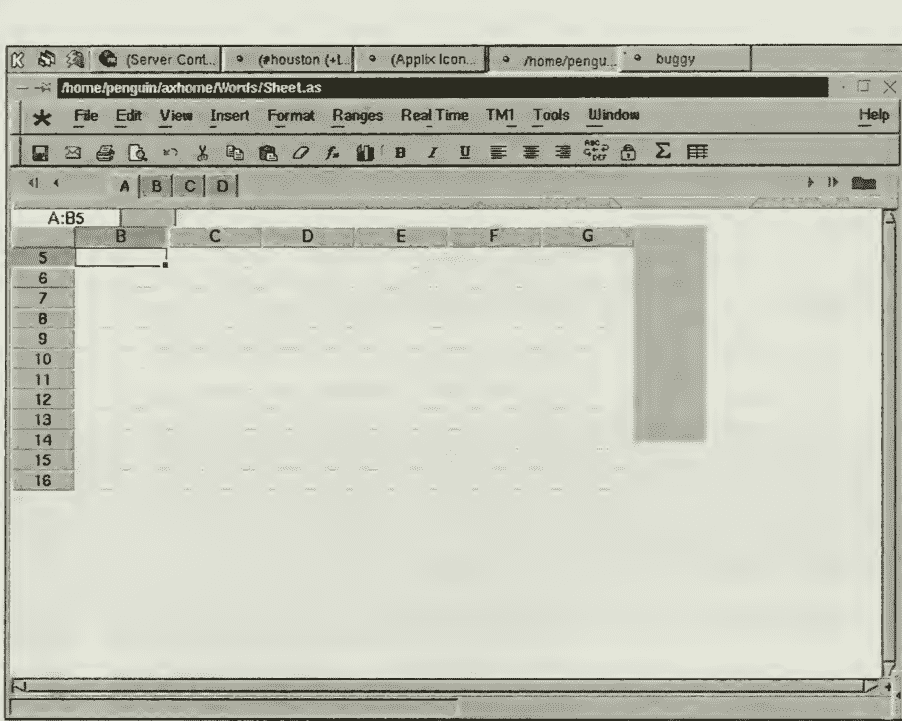 (Server Cont... (#houston (+t... (Applix Icon... /home/pengu... buggy
/home/penguin/axhome/Words/Sheet.as
File Edit View Insert Format Ranges Real Time TM1 Tools Window Help
B I U
A B C D
A:B5
B C D E F G
5
6
7
8
9
10
11
12
13
14
15
16